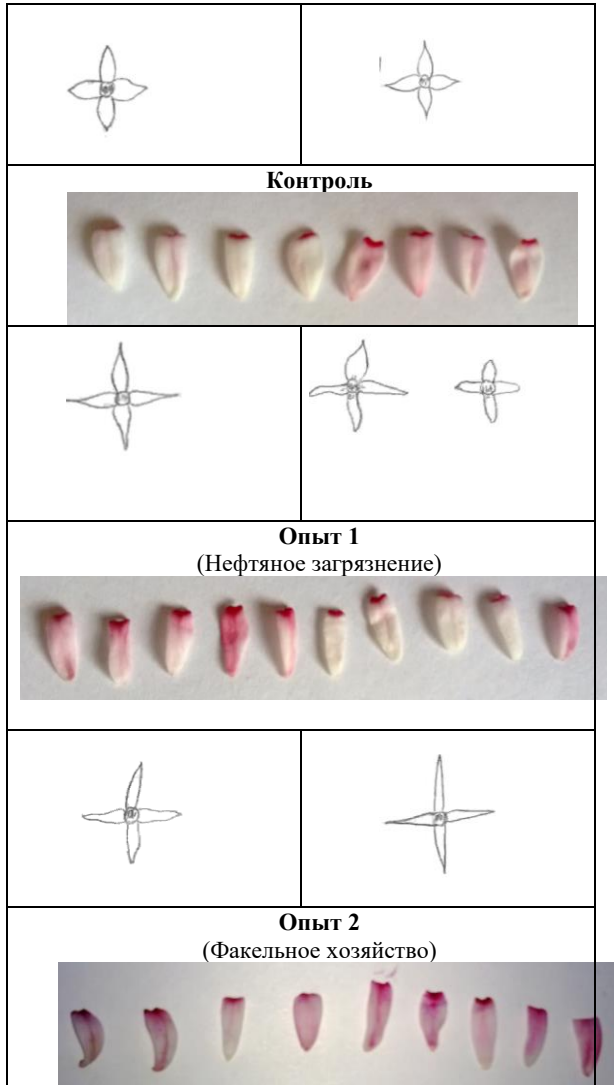 Контроль
Опыт 1
(Нефтяное загрязнение)
Опыт 2
(Факельное хозяйство)